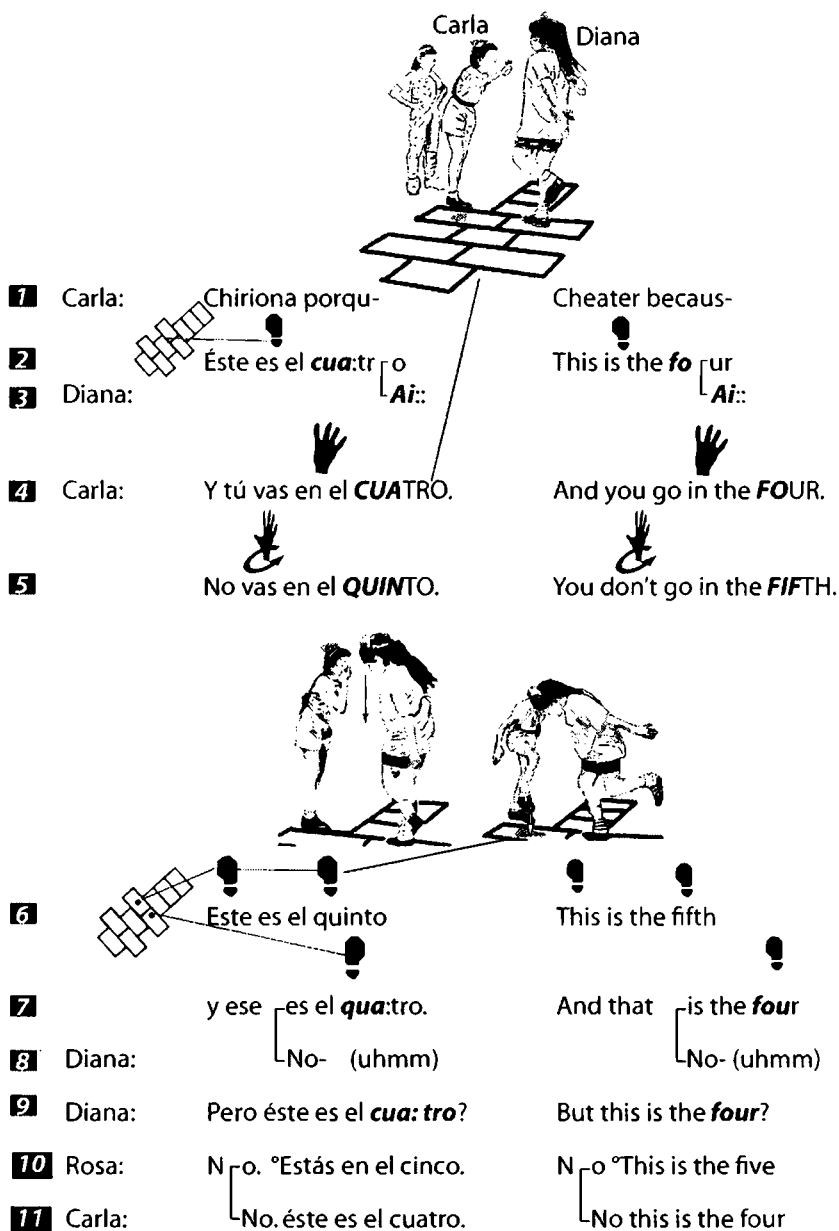 Carla Diana
1 Carla: Chiriona porqu- Cheater becaus-
2 Éste es el cua:tr[o This is the fo[ur
3 Diana: [Ai:: [Ai::
4 Carla: Y tú vas en el CUATRO. And you go in the FOUR.
5 No vas en el QUINTO. You don't go in the FIFTH.
6 Este es el quinto This is the fifth
7 y ese [es el qua:tro. And that [is the four
8 Diana: [No- (uhmm) [No- (uhmm)
9 Diana: Pero éste es el cua: tro? But this is the four?
10 Rosa: N[o. °Estás en el cinco. N[o °This is the five
11 Carla: [No. éste es el cuatro. [No this is the four